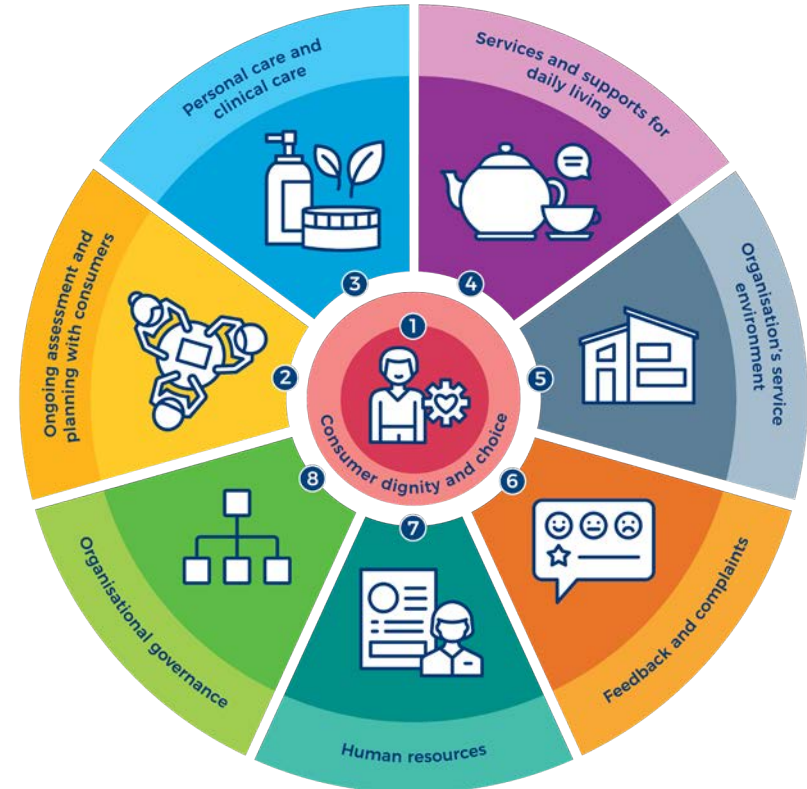 1
Consumer dignity and choice
2
Ongoing assessment and
planning with consumers
3
Personal care and
clinical care
4
Services and supports for
daily living
5
Organisation's service
environment
6
Feedback and complaints
7
Human resources
8
Organisational governance